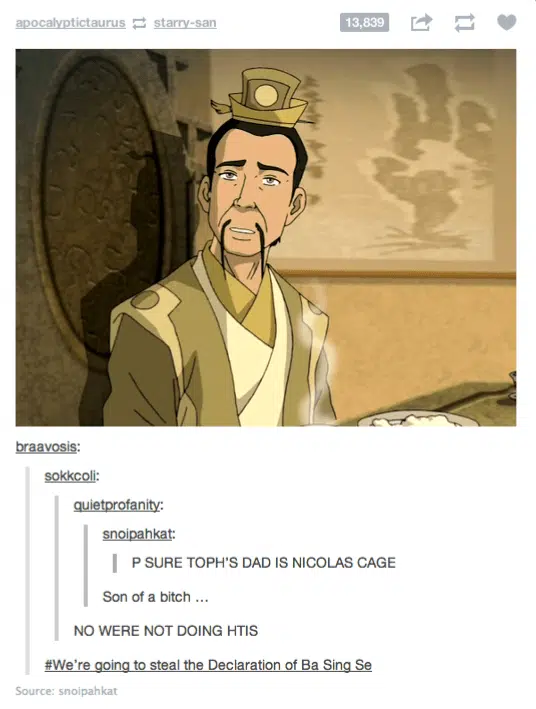 apocalyptictaurus starry-san 13,839
braavosis:
sokkcoli:
quietprofanity:
snoipahkat:
P SURE TOPH'S DAD IS NICOLAS CAGE
Son of a bitch ...
NO WERE NOT DOING HTIS
#We're going to steal the Declaration of Ba Sing Se
Source: snoipahkat